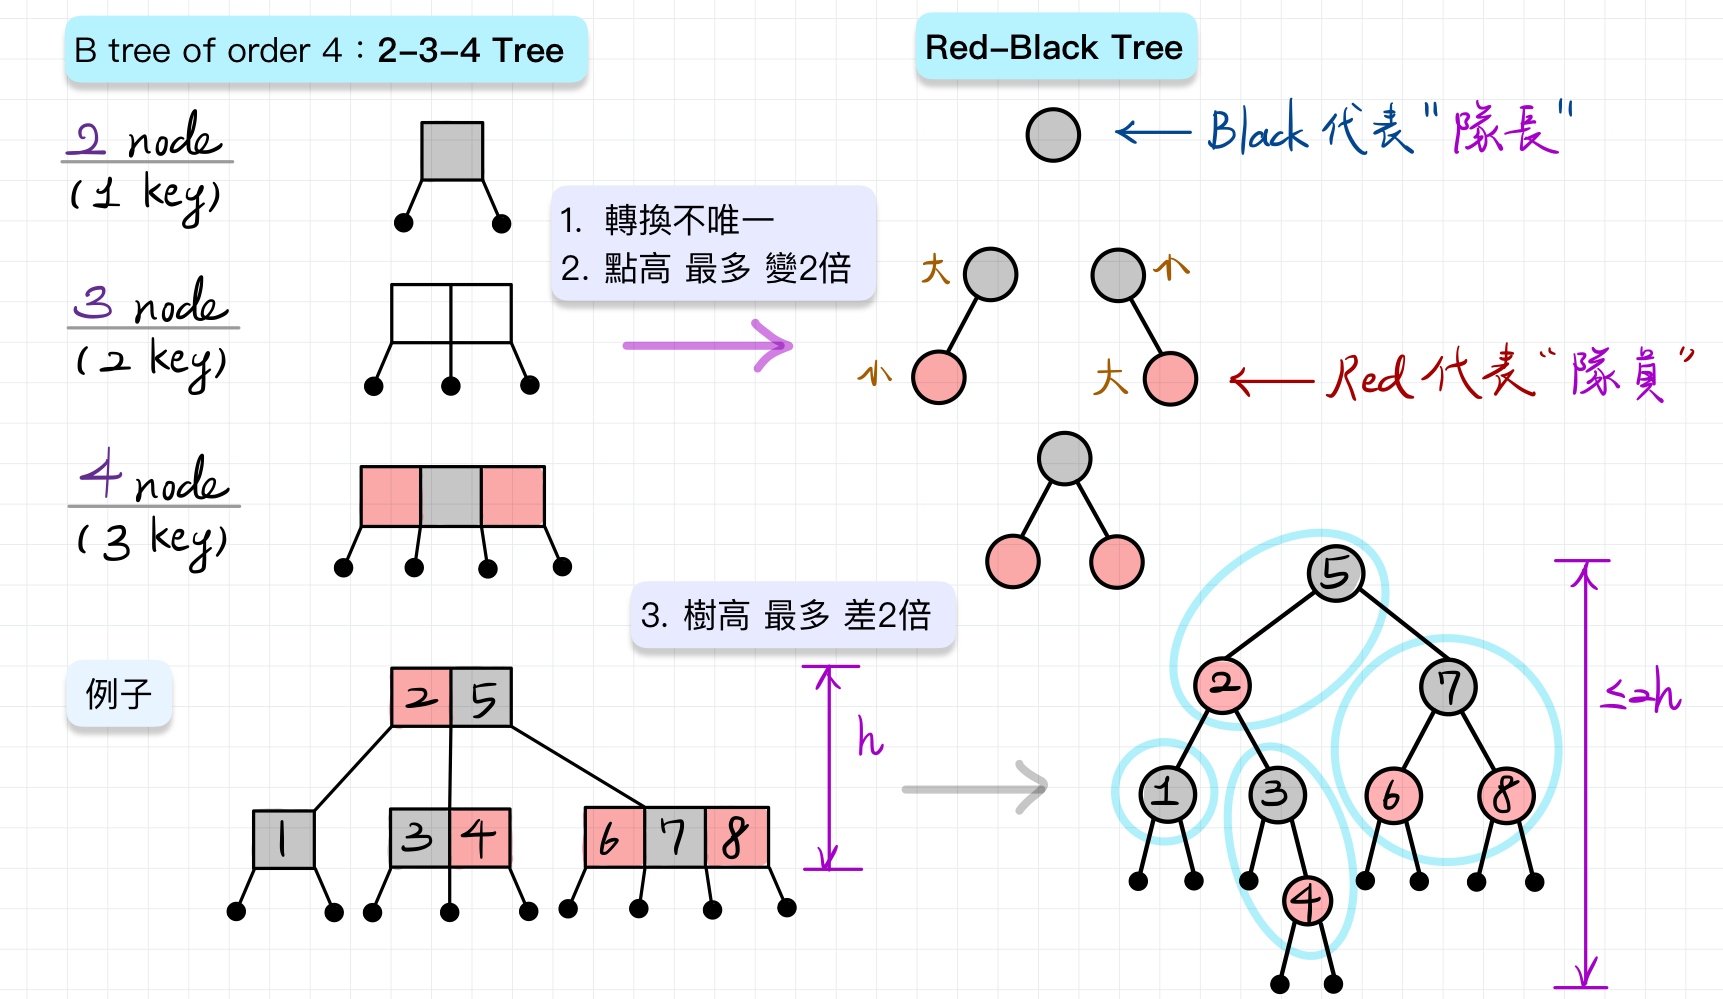 B tree of order 4：2-3-4 Tree
Red-Black Tree
2 node
(1 key)
←Black 代表"隊長"
1. 轉換不唯一
2. 點高 最多 變2倍
3 node
(2 key)
大
小
小
大
←Red 代表"隊員"
4 node
(3 key)
3. 樹高 最多 差2倍
例子
2 5
h
1
3 4
6 7 8
5
2 7
1 3 6 8
4
≤2h